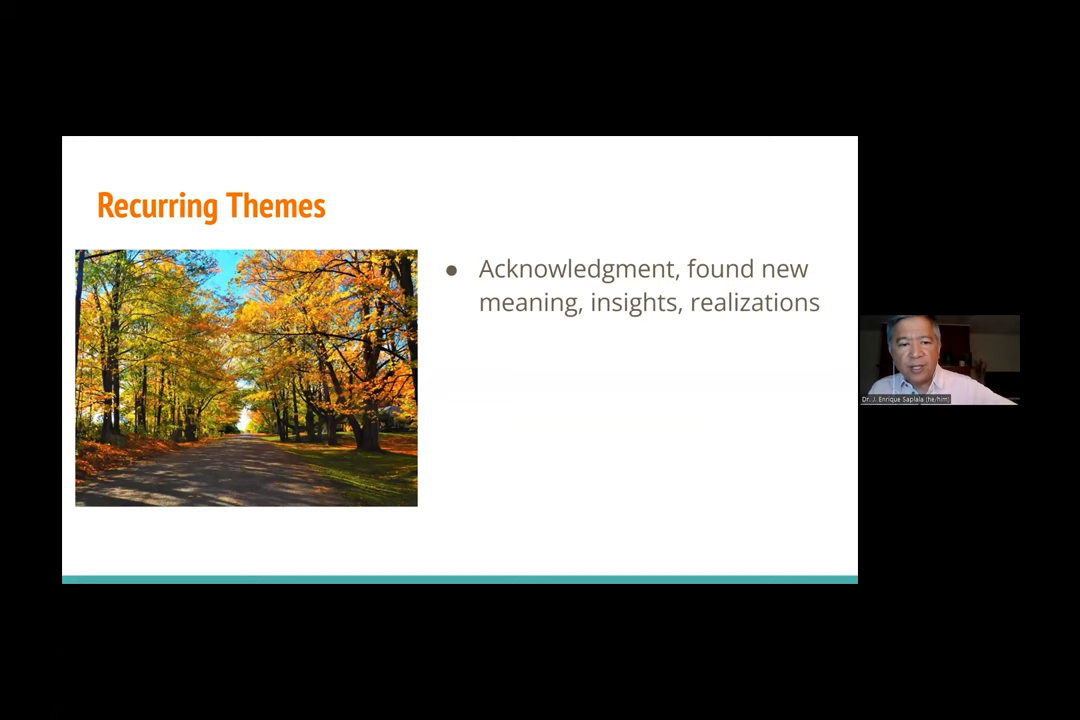 Recurring Themes
● Acknowledgment, found new
meaning, insights, realizations
Dr. J. Enrique Saplala (he/him)